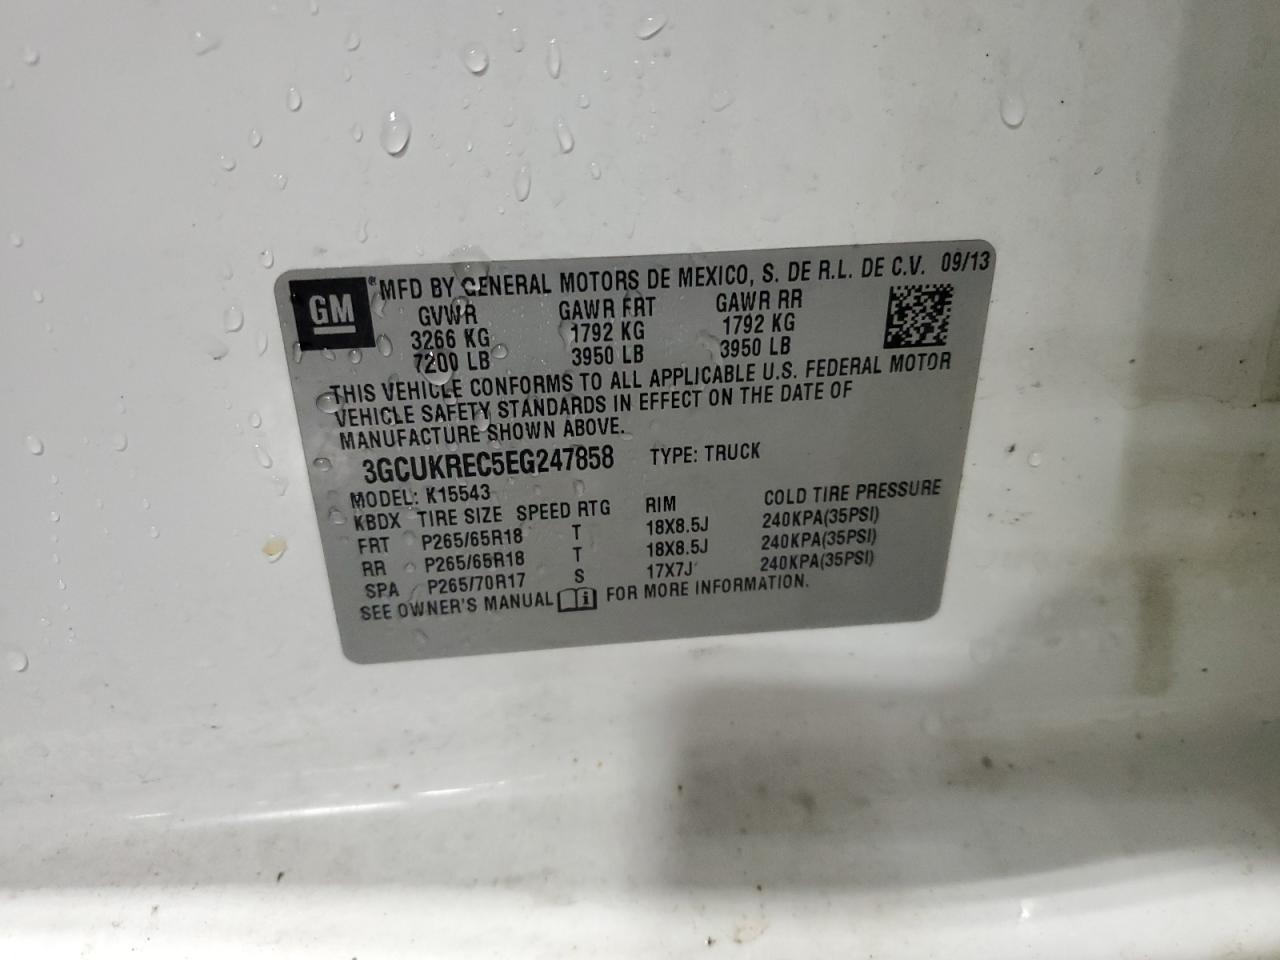 GM
® MFD BY GENERAL MOTORS DE MEXICO, S. DE R.L. DE C.V. 09/13
GVWR GAWR FRT GAWR RR
3266 KG 1792 KG 1792 KG
7200 LB 3950 LB 3950 LB
THIS VEHICLE CONFORMS TO ALL APPLICABLE U.S. FEDERAL MOTOR
VEHICLE SAFETY STANDARDS IN EFFECT ON THE DATE OF
MANUFACTURE SHOWN ABOVE.
3GCUKREC5EG247858 TYPE: TRUCK
MODEL: K15543
KBDX TIRE SIZE SPEED RTG RIM COLD TIRE PRESSURE
FRT P265/65R18 T 18X8.5J 240KPA(35PSI)
RR P265/65R18 T 18X8.5J 240KPA(35PSI)
SPA P265/70R17 S 17X7J 240KPA(35PSI)
SEE OWNER'S MANUAL FOR MORE INFORMATION.